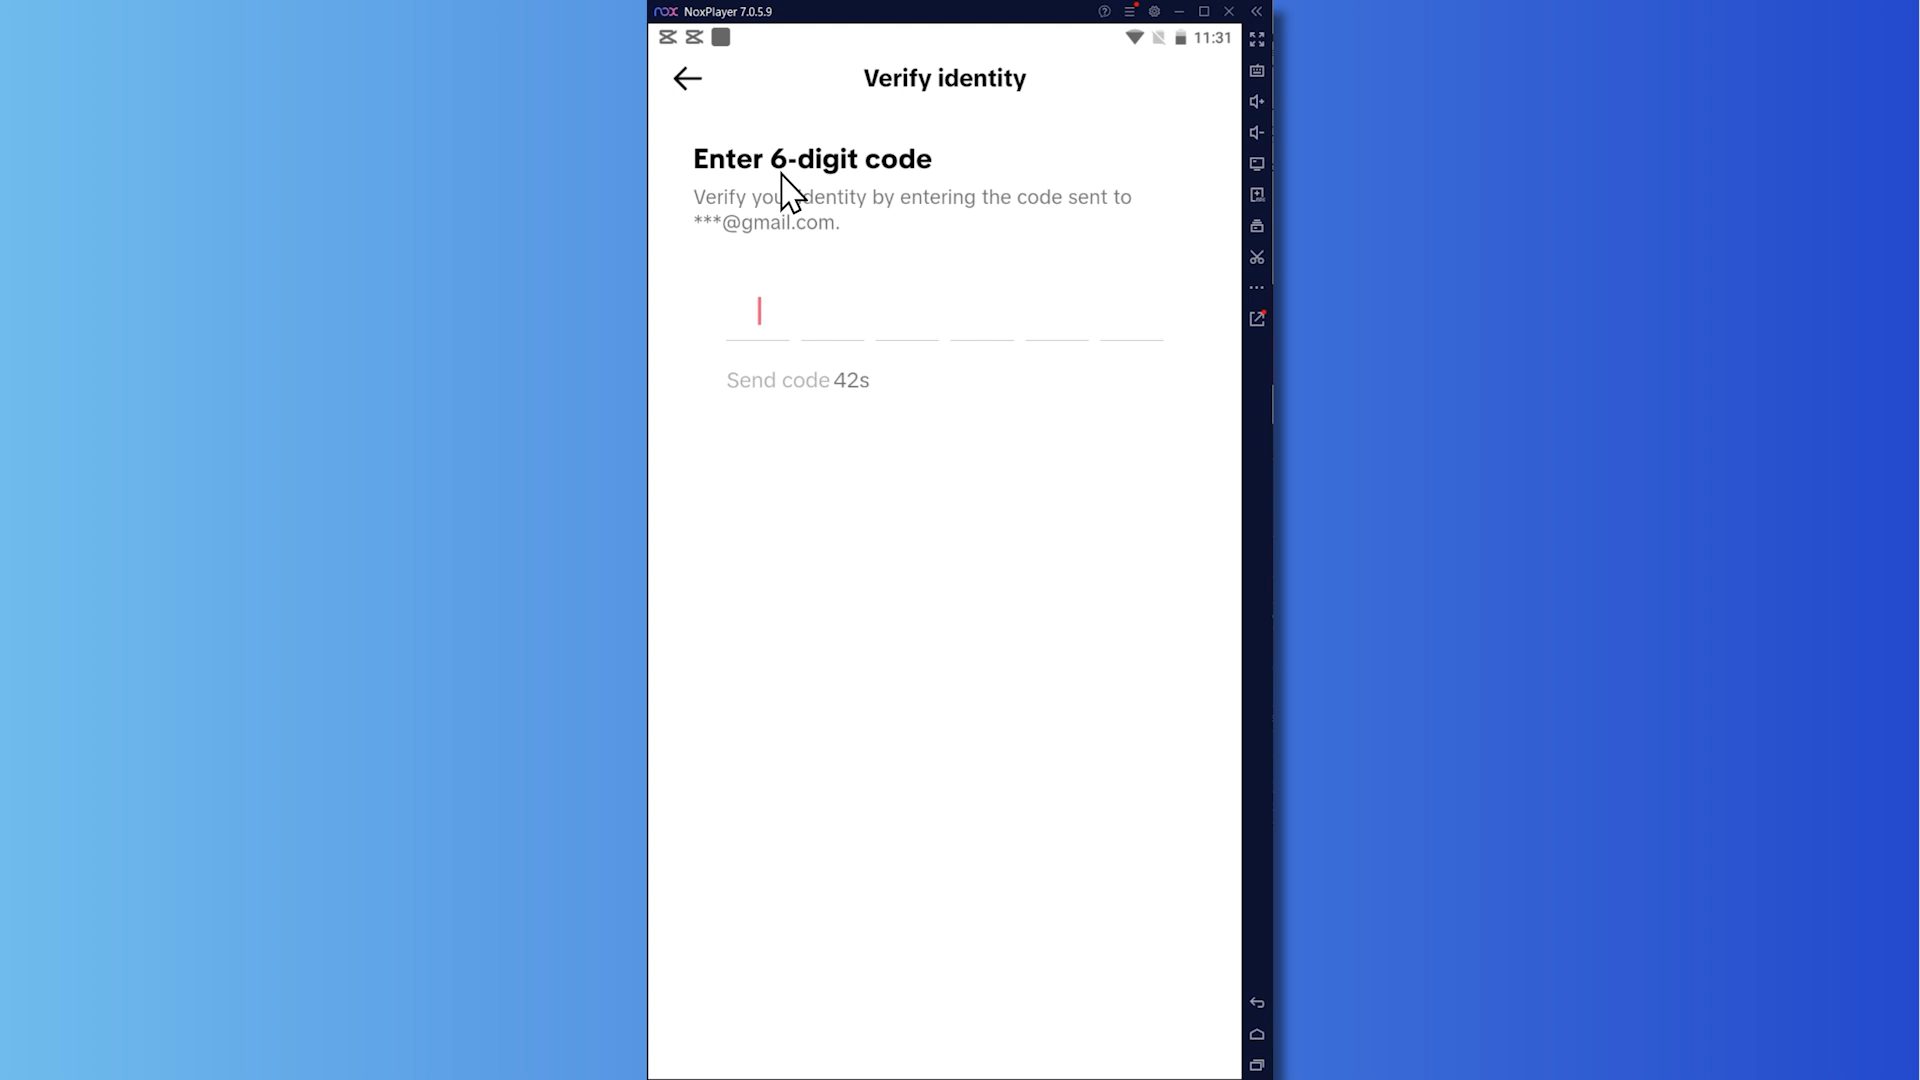 nox NoxPlayer 7.0.5.9
11:31
Verify identity
Enter 6-digit code
Verify identity by entering the code sent to
***@gmail.com.
Send code 42s